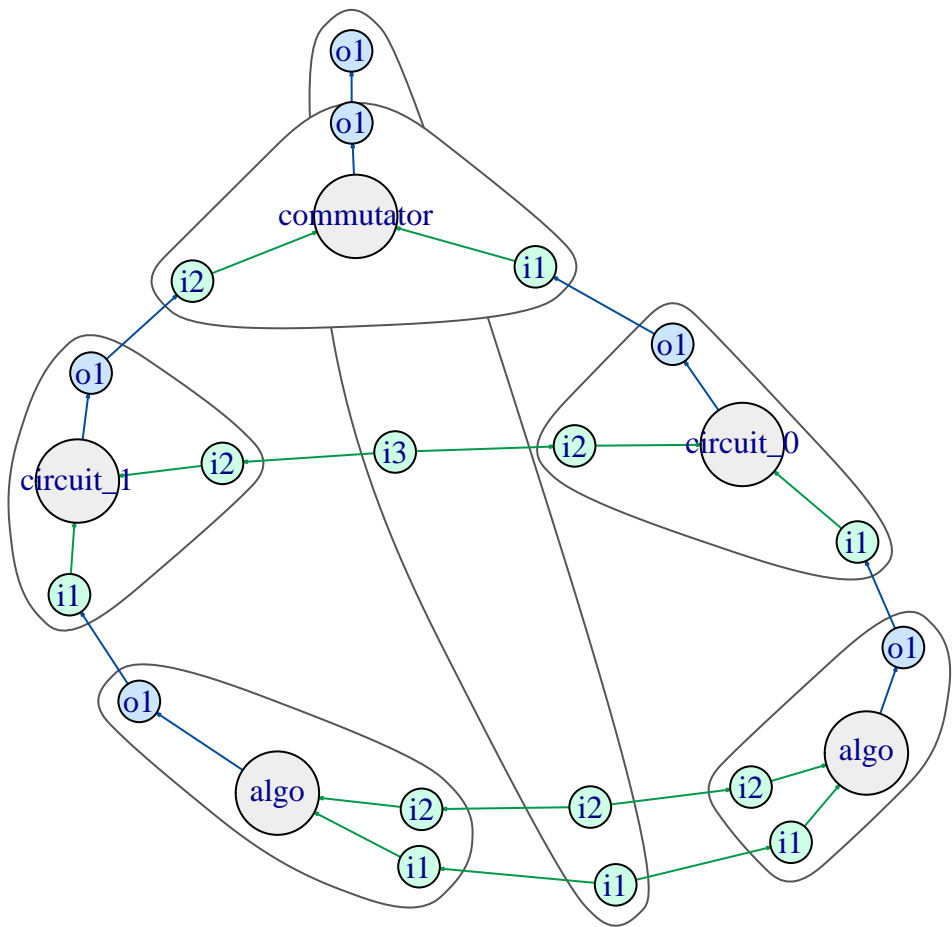 o1
o1
commutator
i2
i1
o1
o1
circuit_1
i2
i3
i2
circuit_0
i1
i1
o1
o1
algo
i2
i2
i2
algo
i1
i1
i1